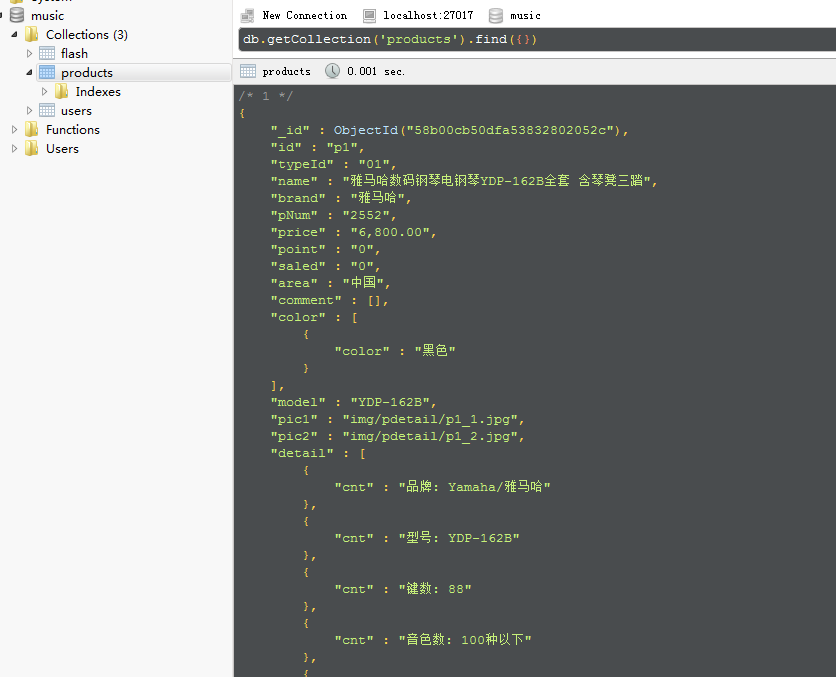 System
music
Collections (3)
flash
products
Indexes
users
Functions
Users
New Connection localhost:27017 music
db.getCollection('products').find({})
products 0.001 sec.
/* 1 */
{
"_id" : ObjectId("58b00cb50dfa53832802052c"),
"id" : "p1",
"typeId" : "01",
"name" : "雅马哈数码钢琴电钢琴YDP-162B全套 含琴凳三踏",
"brand" : "雅马哈",
"pNum" : "2552",
"price" : "6,800.00",
"point" : "0",
"saled" : "0",
"area" : "中国",
"comment" : [],
"color" : [
{
"color" : "黑色"
}
],
"model" : "YDP-162B",
"pic1" : "img/pdetail/p1_1.jpg",
"pic2" : "img/pdetail/p1_2.jpg",
"detail" : [
{
"cnt" : "品牌: Yamaha/雅马哈"
},
{
"cnt" : "型号: YDP-162B"
},
{
"cnt" : "键数: 88"
},
{
"cnt" : "音色数: 100种以下"
},
{